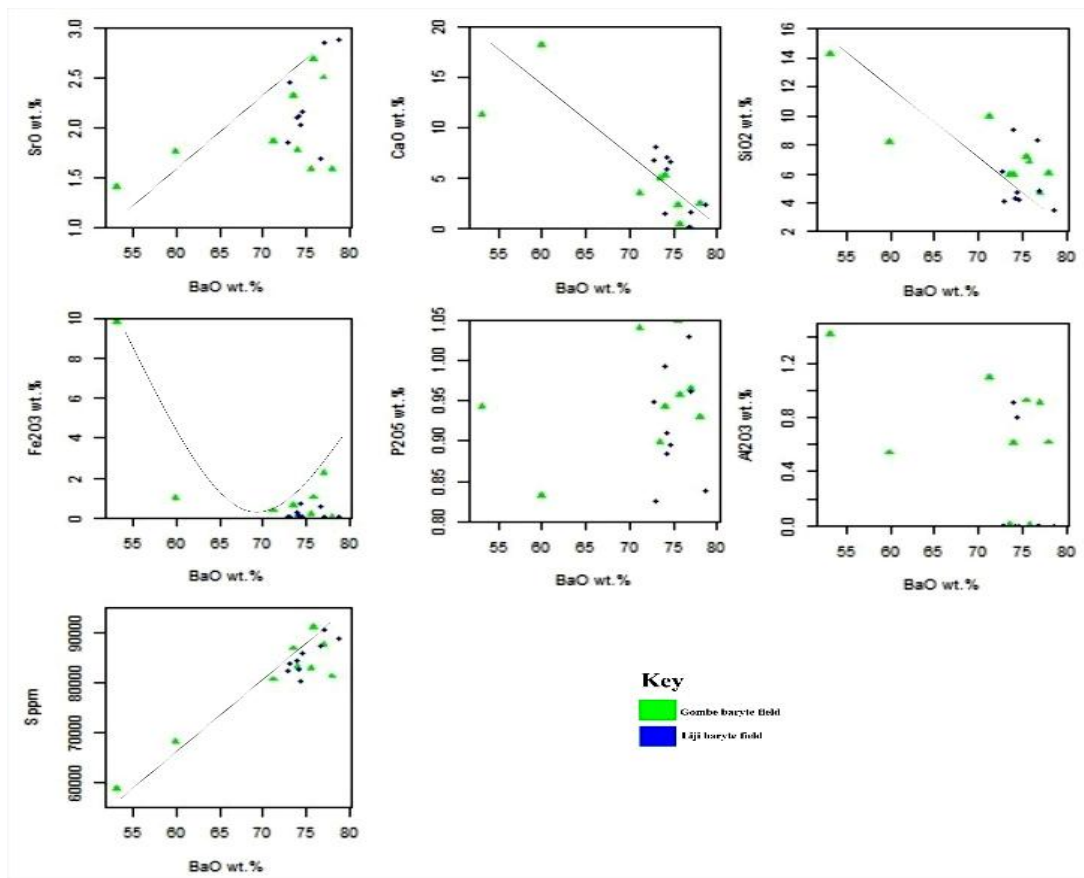 SrO wt.%
1.0 1.5 2.0 2.5 3.0
55 60 65 70 75 80
BaO wt.%
CaO wt.%
0 5 10 15 20
55 60 65 70 75 80
BaO wt.%
SiO2 wt.%
2 4 6 8 10 12 14 16
55 60 65 70 75 80
BaO wt.%
Fe2O3 wt.%
0 2 4 6 8 10
55 60 65 70 75 80
BaO wt.%
P2O5 wt.%
0.80 0.85 0.90 0.95 1.00 1.05
55 60 65 70 75 80
BaO wt.%
Al2O3 wt.%
0.0 0.4 0.8 1.2
55 60 65 70 75 80
BaO wt.%
S ppm
60000 70000 80000 90000
55 60 65 70 75 80
BaO wt.%
Key
Gombe baryte field
Liji baryte field